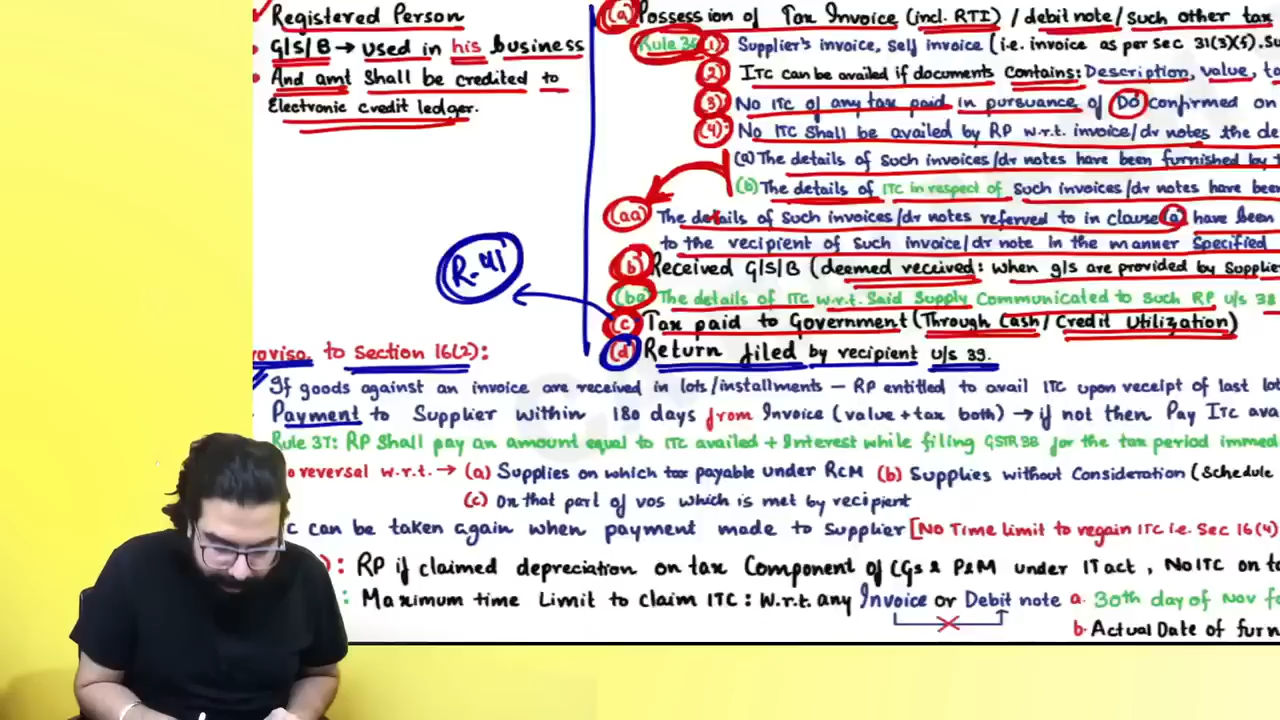 Registered Person
G/S/B → used in his business
And amt Shall be credited to
Electronic credit ledger.
(a) Possession of Tax Invoice (incl. RTI) / debit note / Such other tax
Rule 36 (1) Supplier's invoice, Self invoice (i.e. invoice as per sec 31(3)(f). Su
(2) ITC can be availed if documents Contains: Description, value, ta
(3) No ITC of any tax paid in pursuance of DO confirmed on
(4): No ITC Shall be availed by RP w.r.t. invoice/dr notes the de
(a) The details of Such invoices/dr notes have been furnished by t
(b) The details of ITC in respect of Such invoices/dr notes have been
(aa) The details of Such invoices/dr notes referred to in clause (a) have been
to the recipient of Such invoice/dr note in the manner Specified
R-41
(b) Received G/S/B (deemed received: when g/s are provided by Supplie
(ba) The details of ITC w.r.t. Said Supply Communicated to Such RP u/s 38
(c) Tax paid to Government (Through Cash / Credit Utilization)
(d) Return filed by recipient u/s 39.
oviso to Section 16(2):
If goods against an invoice are received in lots/installments – RP entitled to avail ITC upon receipt of last lot
Payment to Supplier within 180 days from Invoice (value + tax both) → if not then Pay ITC ava
Rule 37: RP Shall pay an amount equal to ITC availed + Interest while filing GSTR 3B for the tax period immed
o reversal w.r.t. → (a) Supplies on which tax payable under RCM (b) Supplies without Consideration (Schedule
(c) On that part of VOS which is met by recipient
C can be taken again when payment made to Supplier [No Time limit to regain ITC i.e. Sec 16(4)
): RP if claimed depreciation on tax Component of CGs & P&M under IT act, No ITC on ta
: Maximum time Limit to claim ITC: W.r.t. any Invoice or Debit note a. 30th day of Nov fo
b. Actual Date of furn